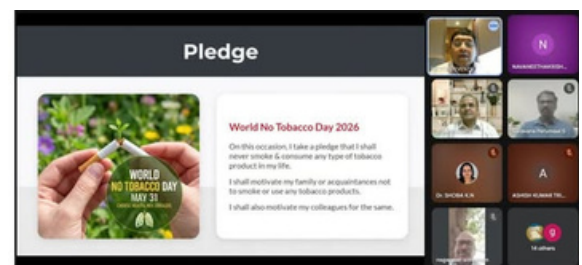 Pledge
WORLD
NO TOBACCO DAY
MAY 31
World No Tobacco Day 2026
On this occasion, I take a pledge that I shall
never smoke & consume any type of tobacco
product in my life.
I shall motivate my family or acquaintances not
to smoke or use any tobacco products.
I shall also motivate my colleagues for the same.
N
Dr. SHOBA K.N
A
ASHISH KUMAR TRI...
g
14 others